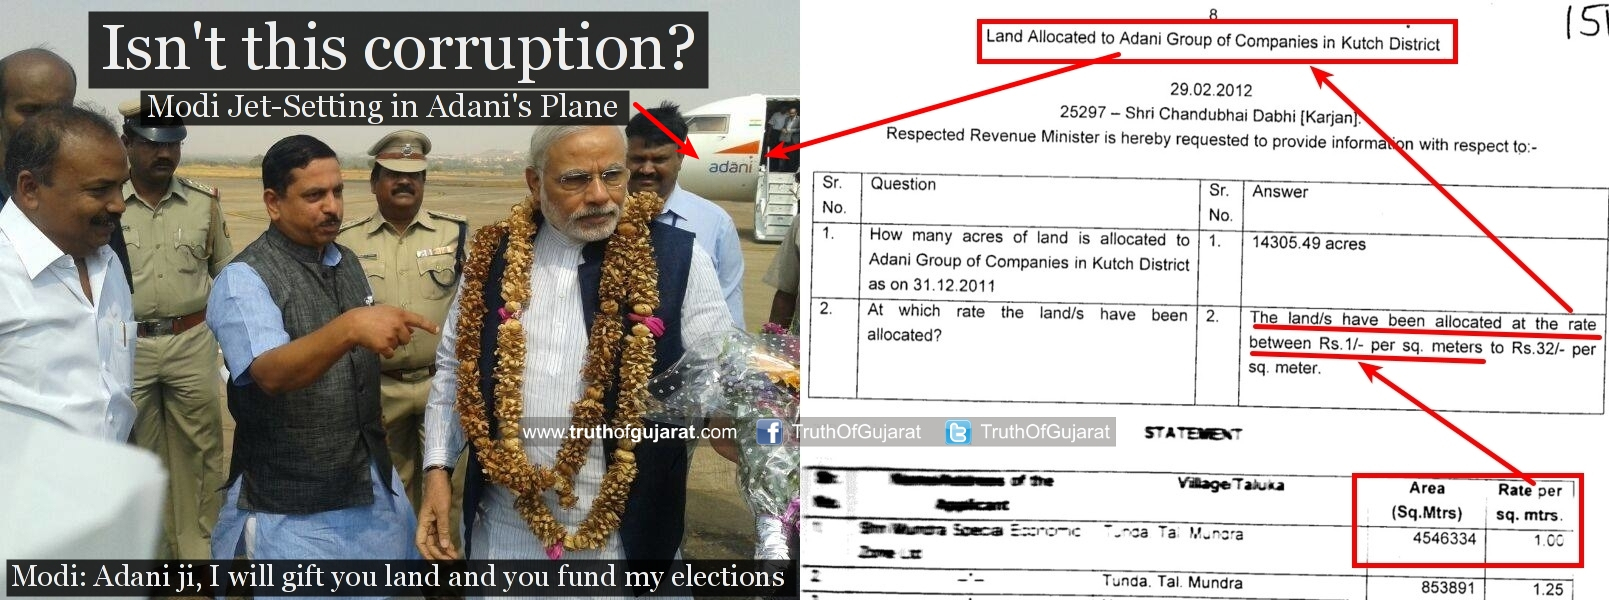 Isn't this corruption?
Modi Jet-Setting in Adani's Plane
adani
Modi: Adani ji, I will gift you land and you fund my elections
www.truthofgujarat.com TruthOfGujarat TruthOfGujarat
8
Land Allocated to Adani Group of Companies in Kutch District
29.02.2012
25297 – Shri Chandubhai Dabhi [Karjan].
Respected Revenue Minister is hereby requested to provide information with respect to:-
Sr. No. Question Sr. No. Answer
1. How many acres of land is allocated to
Adani Group of Companies in Kutch District
as on 31.12.2011
1. 14305.49 acres
2. At which rate the land/s have been
allocated?
2. The land/s have been allocated at the rate
between Rs.1/- per sq. meters to Rs.32/- per
sq. meter.
STATEMENT
of the
Applicant
Village/Taluka
Area
(Sq.Mtrs)
Rate per
sq. mtrs.
Mundra Special Economic
Zone Ltd
Tunda, Tal. Mundra 4546334 1.00
2 Tunda. Tal. Mundra 853891 1.25